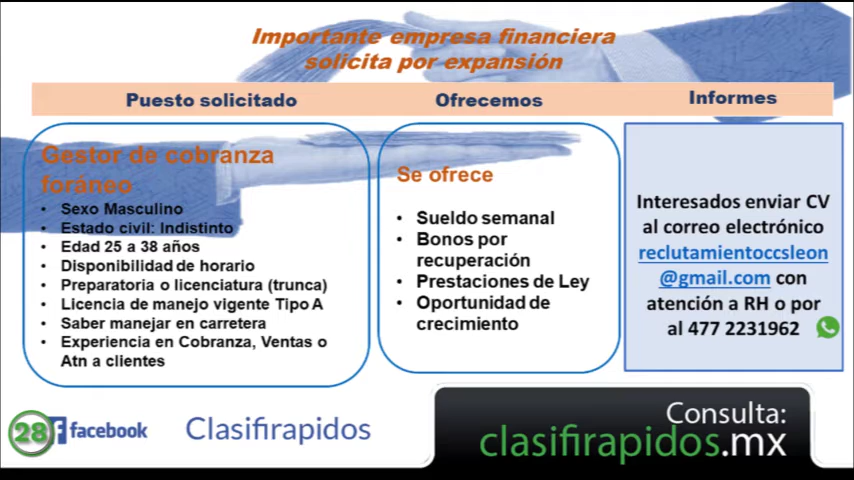 Importante empresa financiera
solicita por expansión
Puesto solicitado
Ofrecemos
Informes
Gestor de cobranza
foráneo
• Sexo Masculino
• Estado civil: Indistinto
• Edad 25 a 38 años
• Disponibilidad de horario
• Preparatoria o licenciatura (trunca)
• Licencia de manejo vigente Tipo A
• Saber manejar en carretera
• Experiencia en Cobranza, Ventas o
Atn a clientes
Se ofrece
• Sueldo semanal
• Bonos por
recuperación
• Prestaciones de Ley
• Oportunidad de
crecimiento
Interesados enviar CV
al correo electrónico
reclutamientoccsleon
@gmail.com con
atención a RH o por
al 477 2231962
28 f facebook
Clasifirapidos
Consulta:
clasifirapidos.mx